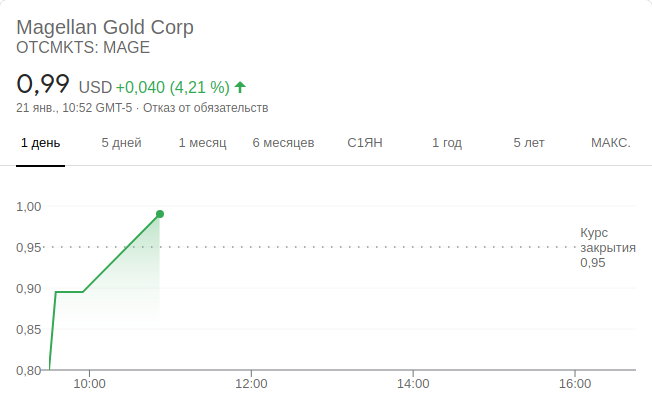 Magellan Gold Corp
OTCMKTS: MAGE
0,99 USD +0,040 (4,21 %)
21 янв., 10:52 GMT-5 · Отказ от обязательств
1 день 5 дней 1 месяц 6 месяцев С1ЯН 1 год 5 лет МАКС.
1,00
Курс
закрытия
0,95
0,95
0,90
0,85
0,80
10:00 12:00 14:00 16:00